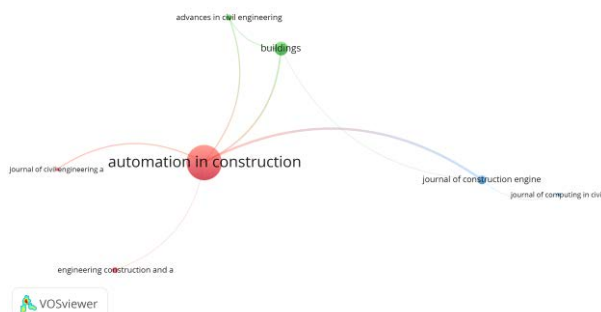 advances in civil engineering
buildings
automation in construction
journal of civil engineering a
journal of construction engine
journal of computing in civi
engineering construction and a
VOSviewer